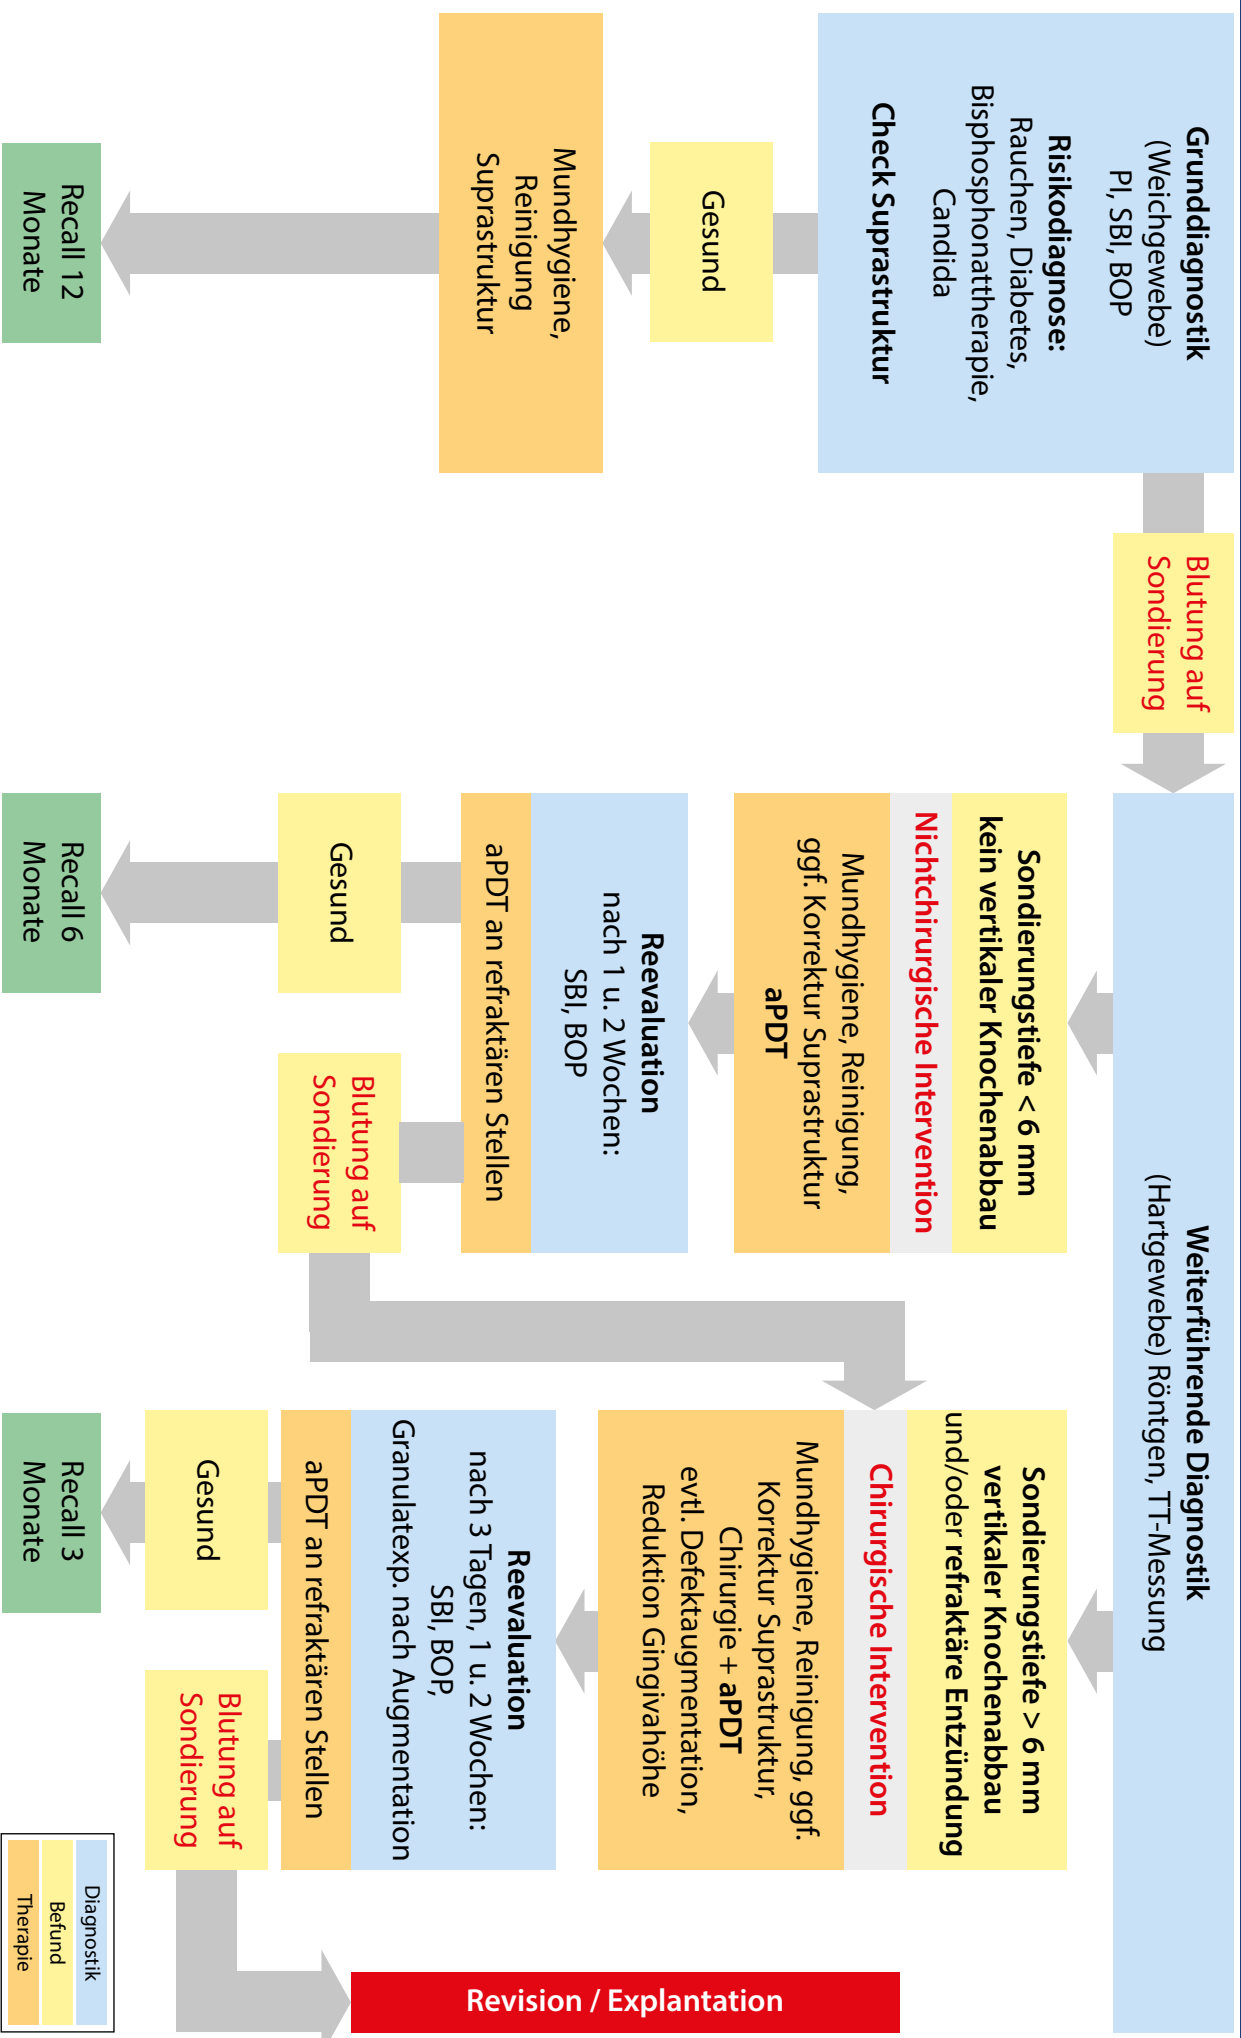 Grunddiagnostik
(Weichgewebe)
PI, SBI, BOP
Risikodiagnose:
Rauchen, Diabetes,
Bisphosphonattherapie,
Candida
Check Suprastruktur
Gesund
Mundhygiene,
Reinigung
Suprastruktur
Recall 12
Monate
Blutung auf
Sondierung
Weiterführende Diagnostik
(Hartgewebe) Röntgen, TT-Messung
Sondierungstiefe < 6 mm
kein vertikaler Knochenabbau
Nichtchirurgische Intervention
Mundhygiene, Reinigung,
ggf. Korrektur Suprastruktur
aPDT
Reevaluation
nach 1 u. 2 Wochen:
SBI, BOP
aPDT an refraktären Stellen
Gesund
Recall 6
Monate
Blutung auf
Sondierung
Sondierungstiefe > 6 mm
vertikaler Knochenabbau
und/oder refraktäre Entzündung
Chirurgische Intervention
Mundhygiene, Reinigung, ggf.
Korrektur Suprastruktur,
Chirurgie + aPDT
evtl. Defektaugmentation,
Reduktion Gingivahöhe
Reevaluation
nach 3 Tagen, 1 u. 2 Wochen:
SBI, BOP,
Granulatexp. nach Augmentation
aPDT an refraktären Stellen
Gesund
Recall 3
Monate
Blutung auf
Sondierung
Revision / Explantation
Diagnostik
Befund
Therapie